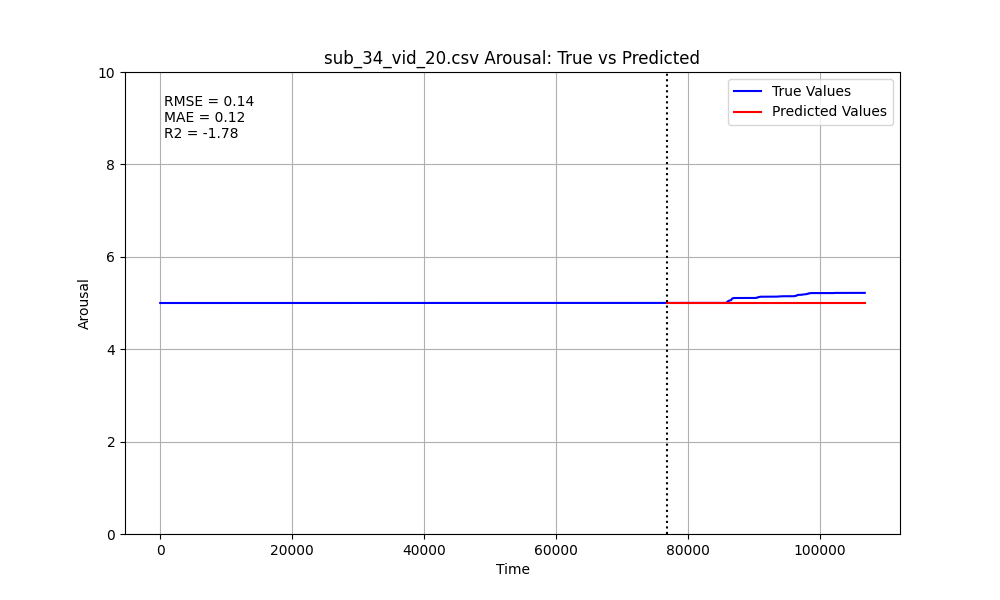 sub_34_vid_20.csv Arousal: True vs Predicted
10
8
6
4
2
0
Arousal
RMSE = 0.14
MAE = 0.12
R2 = -1.78
True Values
Predicted Values
0 20000 40000 60000 80000 100000
Time